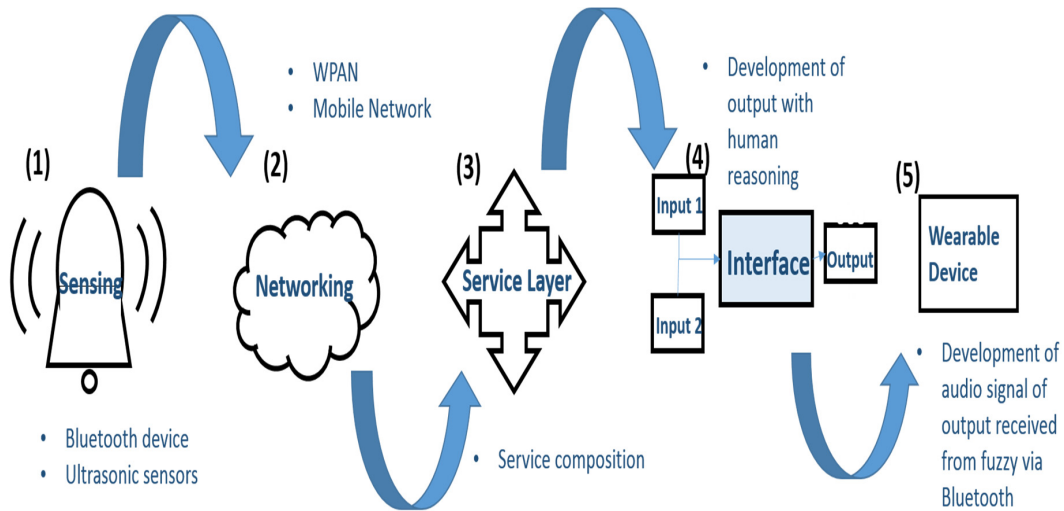 (1)
Sensing
• Bluetooth device
• Ultrasonic sensors
• WPAN
• Mobile Network
(2)
Networking
(3)
Service Layer
• Service composition
• Development of
output with
human
reasoning
(4)
Input 1
Input 2
Interface
Output
(5)
Wearable
Device
• Development of
audio signal of
output received
from fuzzy via
Bluetooth